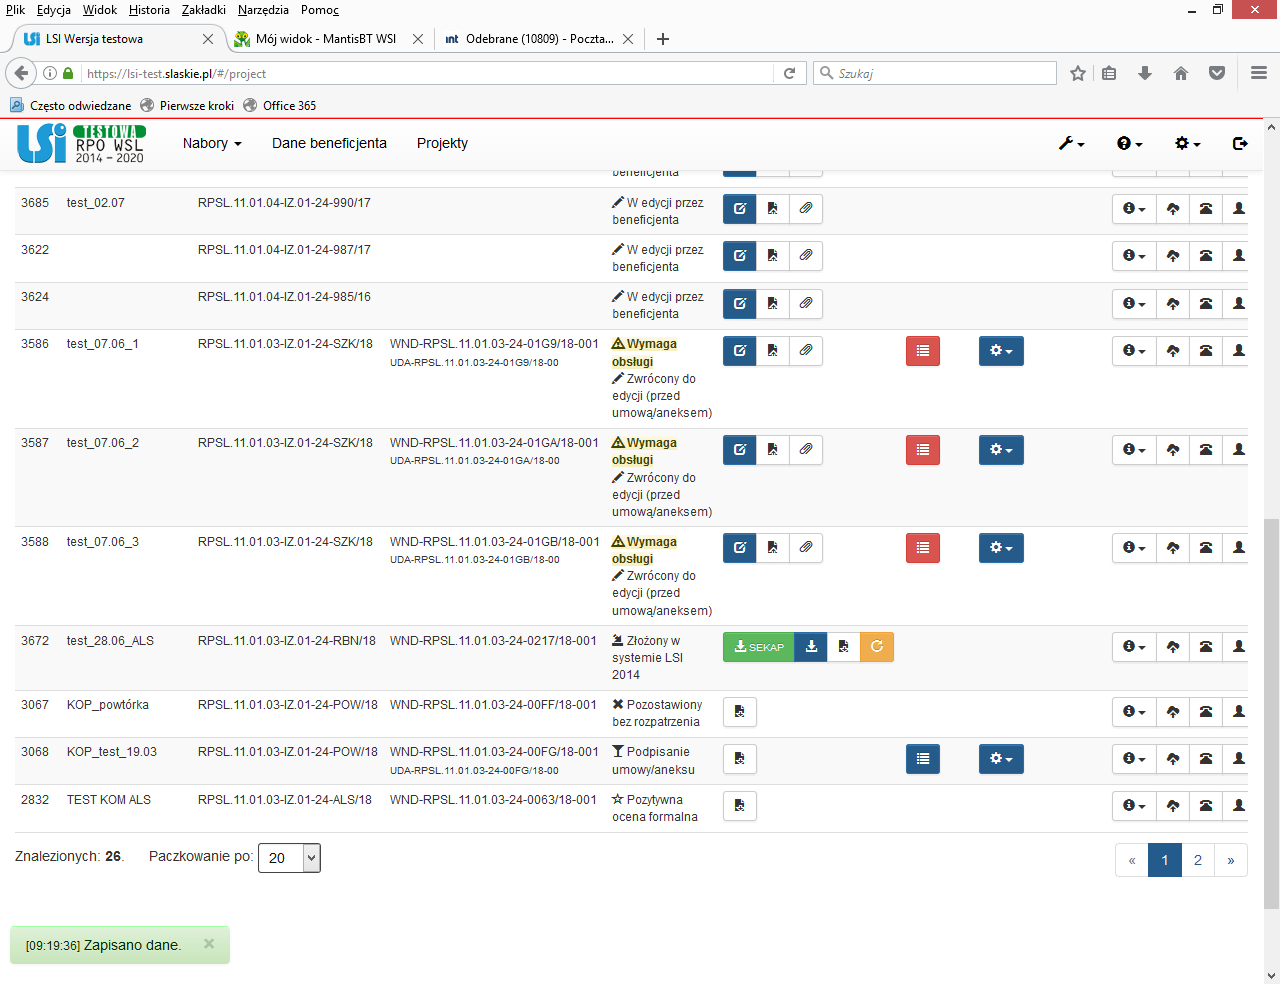 Plik Edycja Widok Historia Zakładki Narzędzia Pomoc
LSI Wersja testowa
Mój widok - MantisBT WSI
int Odebrane (10809) - Poczta...
https://lsi-test.slaskie.pl/#/project
Szukaj
Często odwiedzane Pierwsze kroki Office 365
LSI TESTOWA
RPO WSL
2014 – 2020
Nabory Dane beneficjenta Projekty
beneficjenta
3685 test_02.07 RPSL.11.01.04-IZ.01-24-990/17 W edycji przez
beneficjenta
3622 RPSL.11.01.04-IZ.01-24-987/17 W edycji przez
beneficjenta
3624 RPSL.11.01.04-IZ.01-24-985/16 W edycji przez
beneficjenta
3586 test_07.06_1 RPSL.11.01.03-IZ.01-24-SZK/18 WND-RPSL.11.01.03-24-01G9/18-001 Wymaga
UDA-RPSL.11.01.03-24-01G9/18-00 obsługi
Zwrócony do
edycji (przed
umową/aneksem)
3587 test_07.06_2 RPSL.11.01.03-IZ.01-24-SZK/18 WND-RPSL.11.01.03-24-01GA/18-001 Wymaga
UDA-RPSL.11.01.03-24-01GA/18-00 obsługi
Zwrócony do
edycji (przed
umową/aneksem)
3588 test_07.06_3 RPSL.11.01.03-IZ.01-24-SZK/18 WND-RPSL.11.01.03-24-01GB/18-001 Wymaga
UDA-RPSL.11.01.03-24-01GB/18-00 obsługi
Zwrócony do
edycji (przed
umową/aneksem)
3672 test_28.06_ALS RPSL.11.01.03-IZ.01-24-RBN/18 WND-RPSL.11.01.03-24-0217/18-001 Złożony w SEKAP
systemie LSI
2014
3067 KOP_powtórka RPSL.11.01.03-IZ.01-24-POW/18 WND-RPSL.11.01.03-24-00FF/18-001 Pozostawiony
bez rozpatrzenia
3068 KOP_test_19.03 RPSL.11.01.03-IZ.01-24-POW/18 WND-RPSL.11.01.03-24-00FG/18-001 Podpisanie
UDA-RPSL.11.01.03-24-00FG/18-00 umowy/aneksu
2832 TEST KOM ALS RPSL.11.01.03-IZ.01-24-ALS/18 WND-RPSL.11.01.03-24-0063/18-001 Pozytywna
ocena formalna
Znalezionych: 26. Paczkowanie po: 20 « 1 2 »
[09:19:36] Zapisano dane. ×